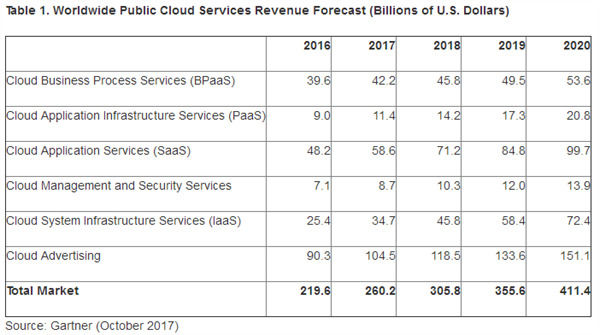 Table 1. Worldwide Public Cloud Services Revenue Forecast (Billions of U.S. Dollars)
2016 2017 2018 2019 2020
Cloud Business Process Services (BPaaS) 39.6 42.2 45.8 49.5 53.6
Cloud Application Infrastructure Services (PaaS) 9.0 11.4 14.2 17.3 20.8
Cloud Application Services (SaaS) 48.2 58.6 71.2 84.8 99.7
Cloud Management and Security Services 7.1 8.7 10.3 12.0 13.9
Cloud System Infrastructure Services (IaaS) 25.4 34.7 45.8 58.4 72.4
Cloud Advertising 90.3 104.5 118.5 133.6 151.1
Total Market 219.6 260.2 305.8 355.6 411.4
Source: Gartner (October 2017)